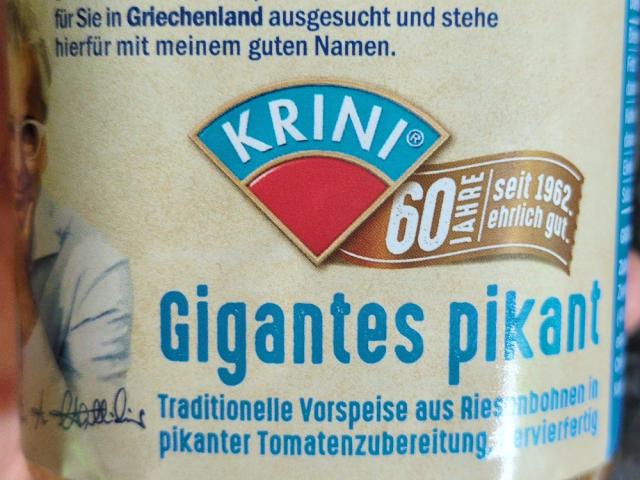 für Sie in Griechenland ausgesucht und stehe
hierfür mit meinem guten Namen.
KRINI®
60 JAHRE
seit 1962.
ehrlich gut.
Gigantes pikant
Traditionelle Vorspeise aus Riesenbohnen in
pikanter Tomatenzubereitung, servierfertig